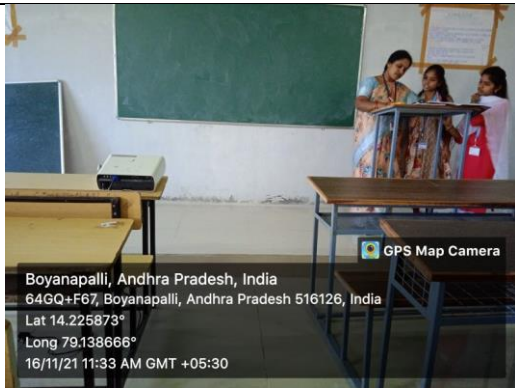 GPS Map Camera
Boyanapalli, Andhra Pradesh, India
64GQ+F67, Boyanapalli, Andhra Pradesh 516126, India
Lat 14.225873°
Long 79.138666°
16/11/21 11:33 AM GMT +05:30